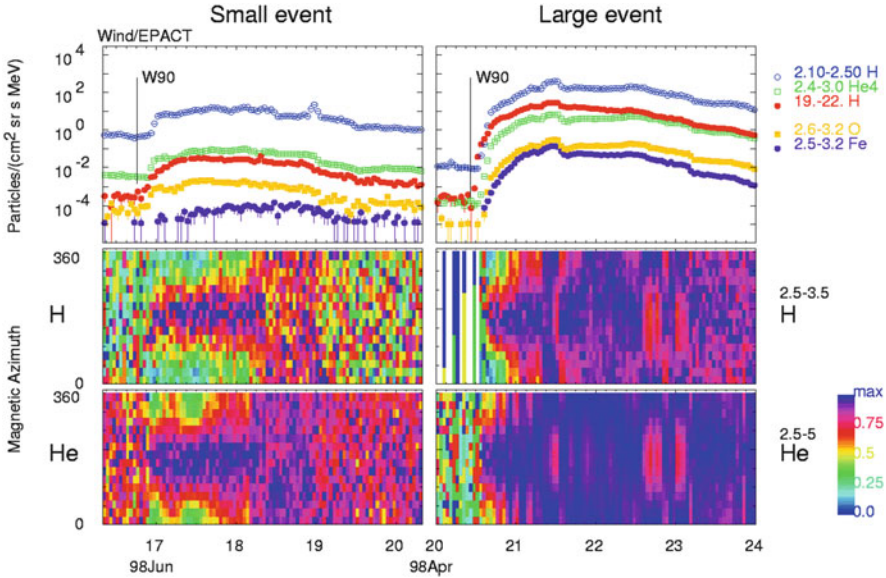 Small event
Large event
Wind/EPACT
10^4
10^2
10^0
10^-2
10^-4
Particles/(cm^2 sr s MeV)
W90
W90
2.10-2.50 H
2.4-3.0 He4
19.-22. H
2.6-3.2 O
2.5-3.2 Fe
Magnetic Azimuth
360
H
0
2.5-3.5
H
360
He
0
2.5-5
He
max
0.75
0.5
0.25
0.0
17 18 19 20
98Jun
20 21 22 23 24
98Apr